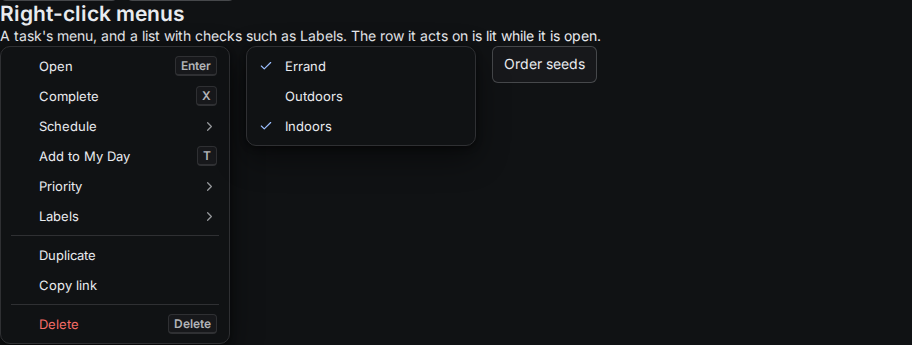 Right-click menus
A task's menu, and a list with checks such as Labels. The row it acts on is lit while it is open.
Open Enter
Complete X
Schedule
Add to My Day T
Priority
Labels
Duplicate
Copy link
Delete Delete
Errand
Outdoors
Indoors
Order seeds